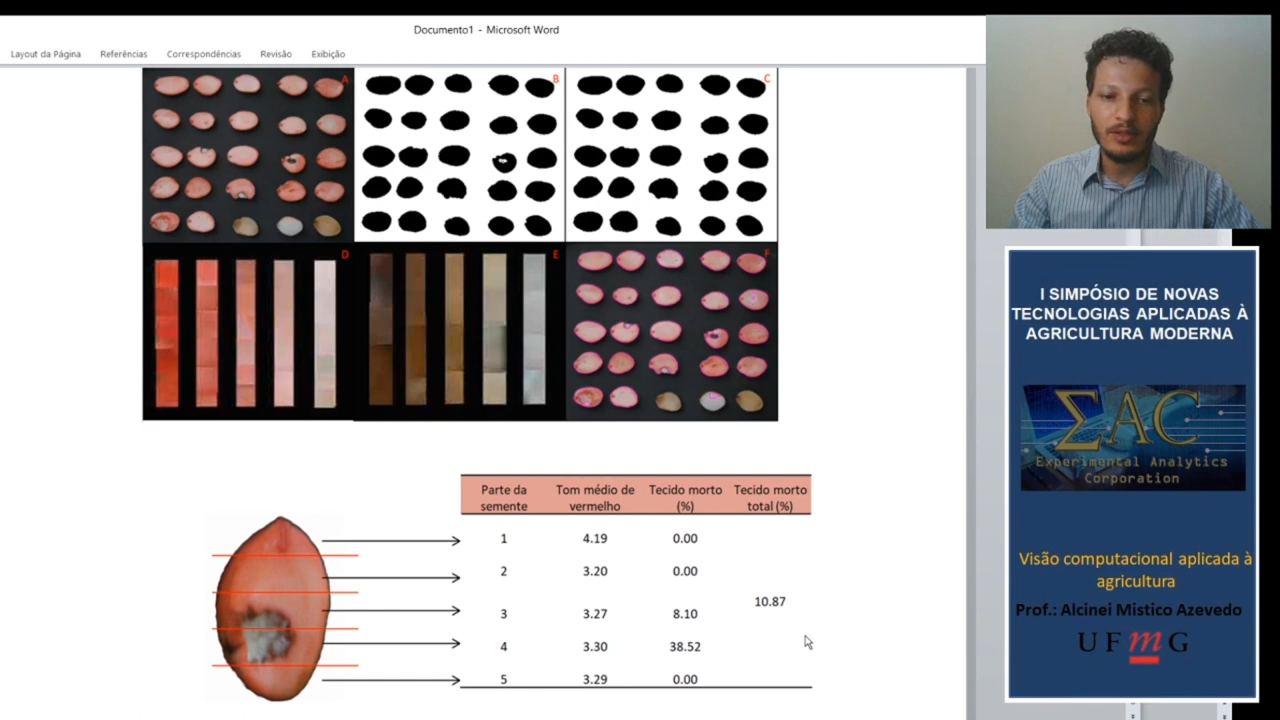 Documento1 - Microsoft Word
Layout da Página Referências Correspondências Revisão Exibição
A B C
D E F
Parte da semente Tom médio de vermelho Tecido morto (%) Tecido morto total (%)
1 4.19 0.00
2 3.20 0.00
10.87
3 3.27 8.10
4 3.30 38.52
5 3.29 0.00
I SIMPÓSIO DE NOVAS
TECNOLOGIAS APLICADAS À
AGRICULTURA MODERNA
ΣAC
Experimental Analytics
Corporation
Visão computacional aplicada à
agricultura
Prof.: Alcinei Mistico Azevedo
UFmG